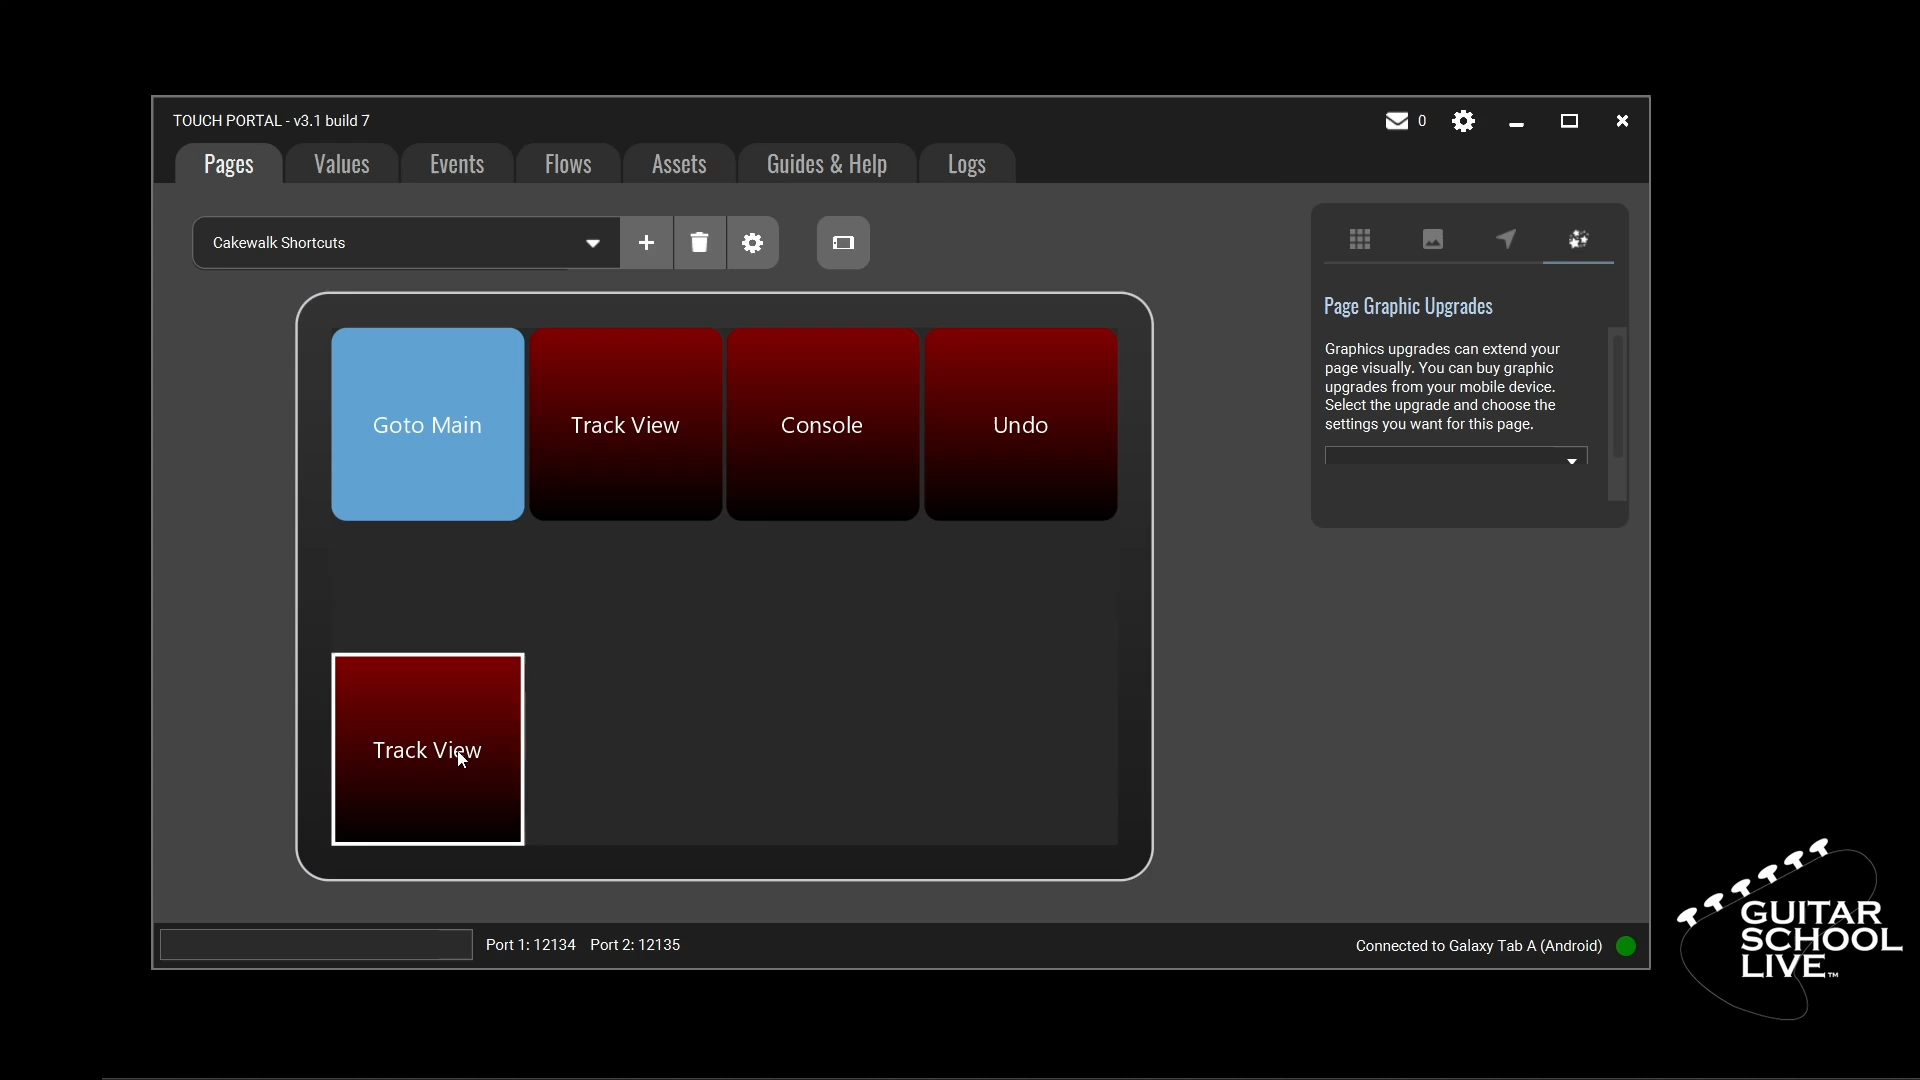 TOUCH PORTAL - v3.1 build 7
0
Pages
Values
Events
Flows
Assets
Guides & Help
Logs
Cakewalk Shortcuts
Page Graphic Upgrades
Graphics upgrades can extend your
page visually. You can buy graphic
upgrades from your mobile device.
Select the upgrade and choose the
settings you want for this page.
Goto Main
Track View
Console
Undo
Track View
Port 1: 12134
Port 2: 12135
Connected to Galaxy Tab A (Android)
GUITAR
SCHOOL
LIVE™